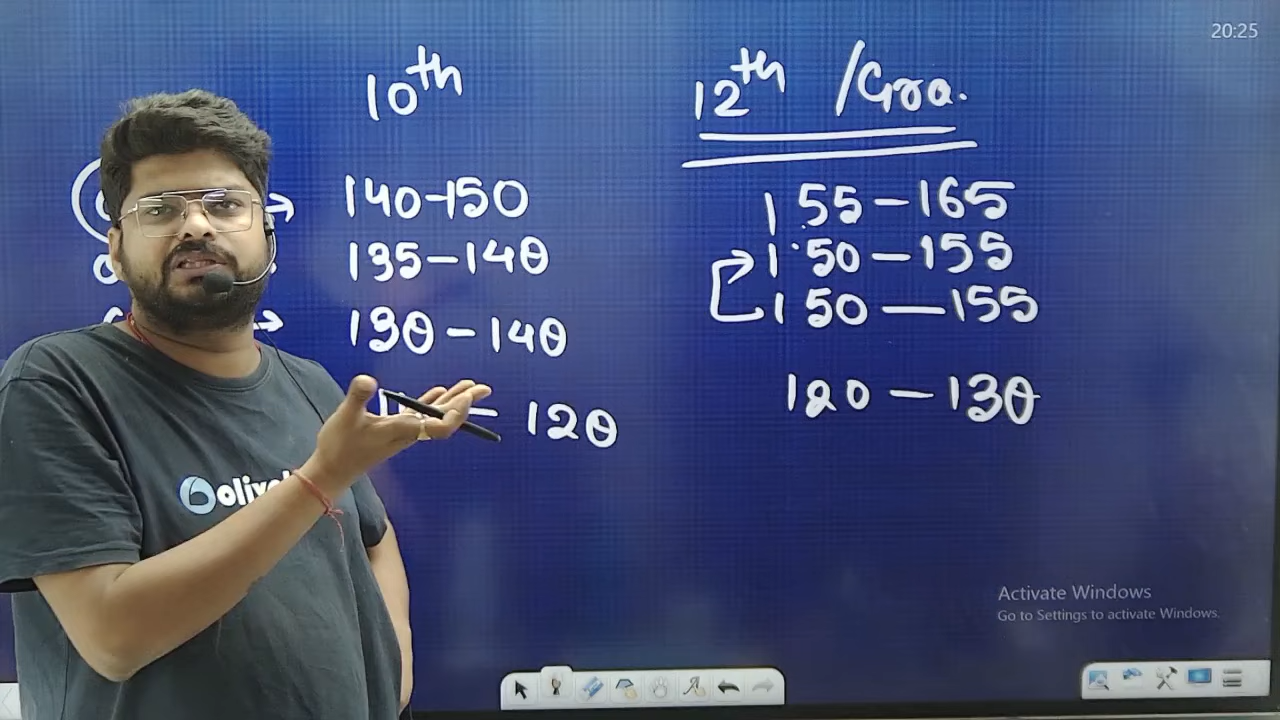 20:25
10th 12th /Gra.
140-150 155-165
135-140 150-155
130-140 150-155
- 120 120-130
Activate Windows
Go to Settings to activate Windows.